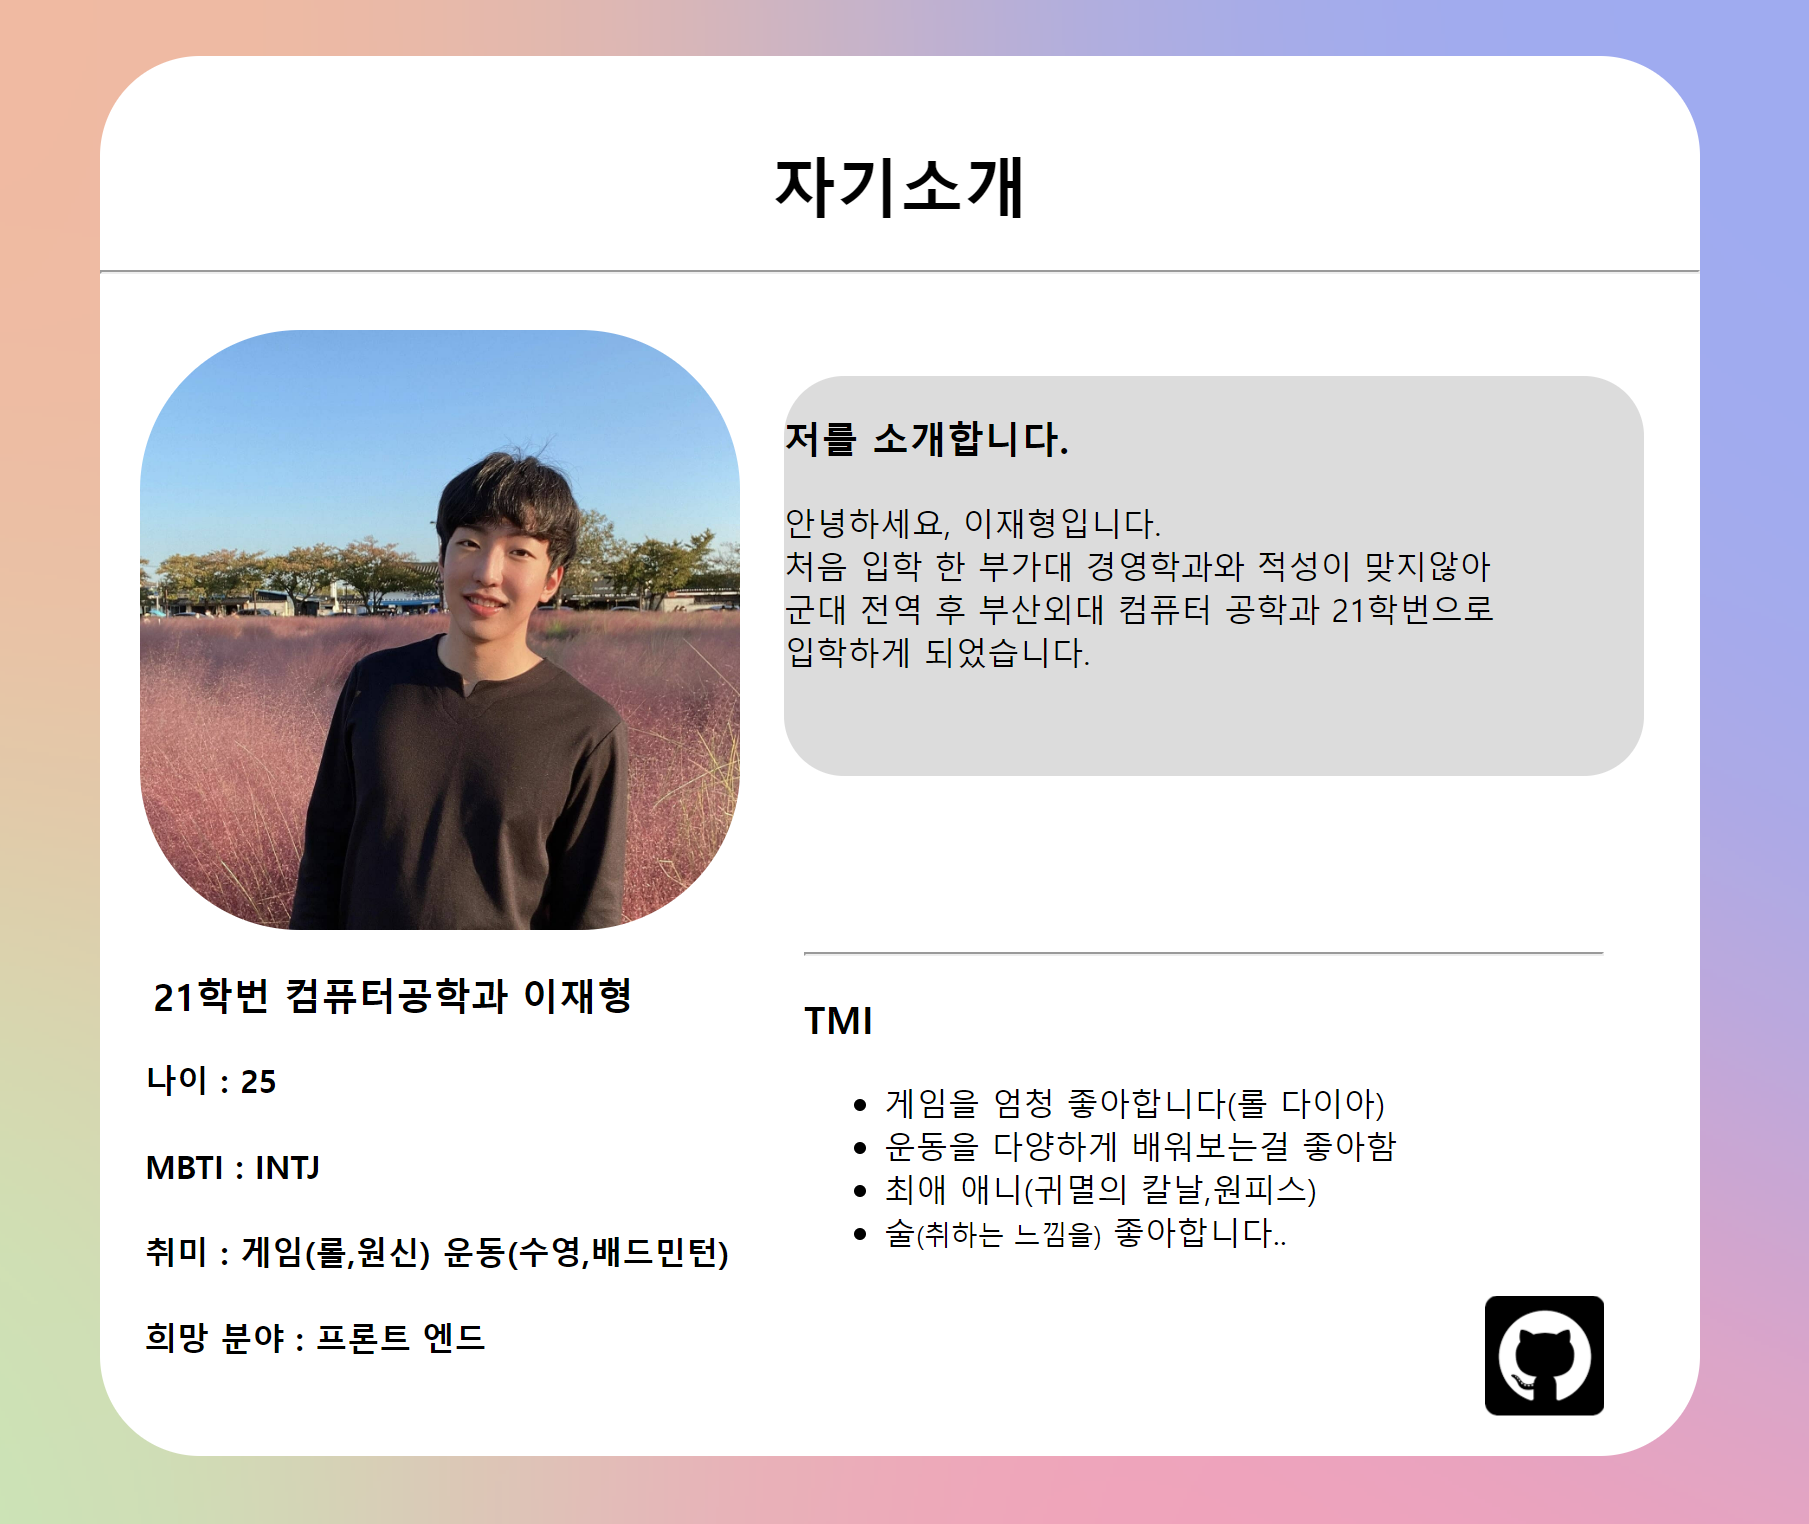 자기소개
저를 소개합니다.
안녕하세요, 이재형입니다.
처음 입학 한 부가대 경영학과와 적성이 맞지않아
군대 전역 후 부산외대 컴퓨터 공학과 21학번으로
입학하게 되었습니다.
21학번 컴퓨터공학과 이재형
나이 : 25
MBTI : INTJ
취미 : 게임(롤,원신) 운동(수영,배드민턴)
희망 분야 : 프론트 엔드
TMI
• 게임을 엄청 좋아합니다(롤 다이아)
• 운동을 다양하게 배워보는걸 좋아함
• 최애 애니(귀멸의 칼날,원피스)
• 술(취하는 느낌을) 좋아합니다..